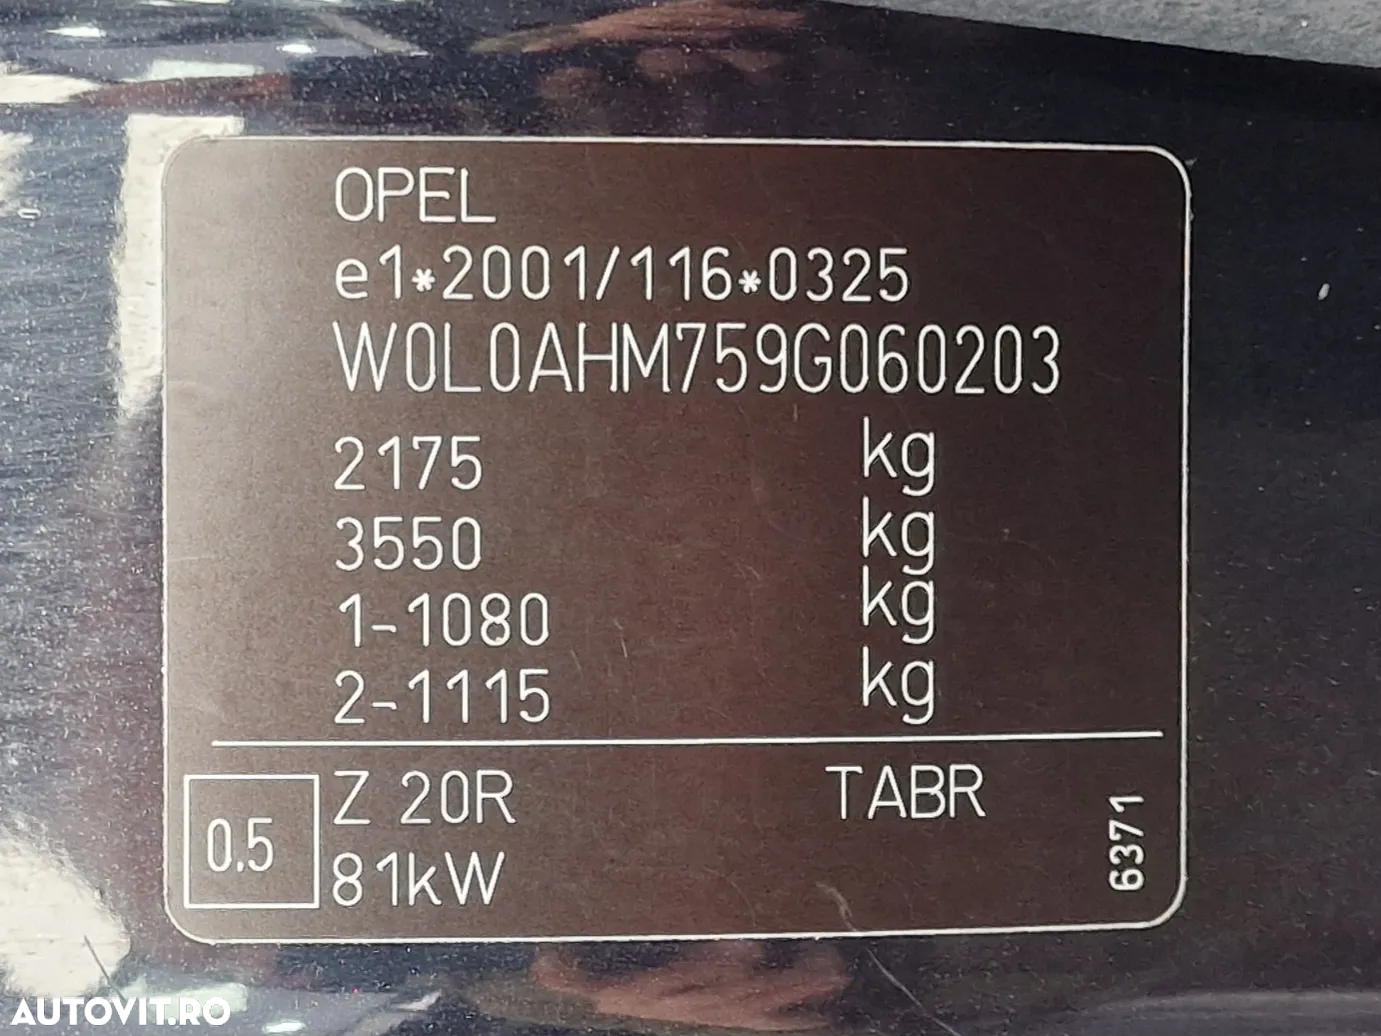 OPEL
e1*2001/116*0325
W0L0AHM759G060203
2175 kg
3550 kg
1-1080 kg
2-1115 kg
0.5
Z 20R TABR
81kW
6371
AUTOVIT.RO